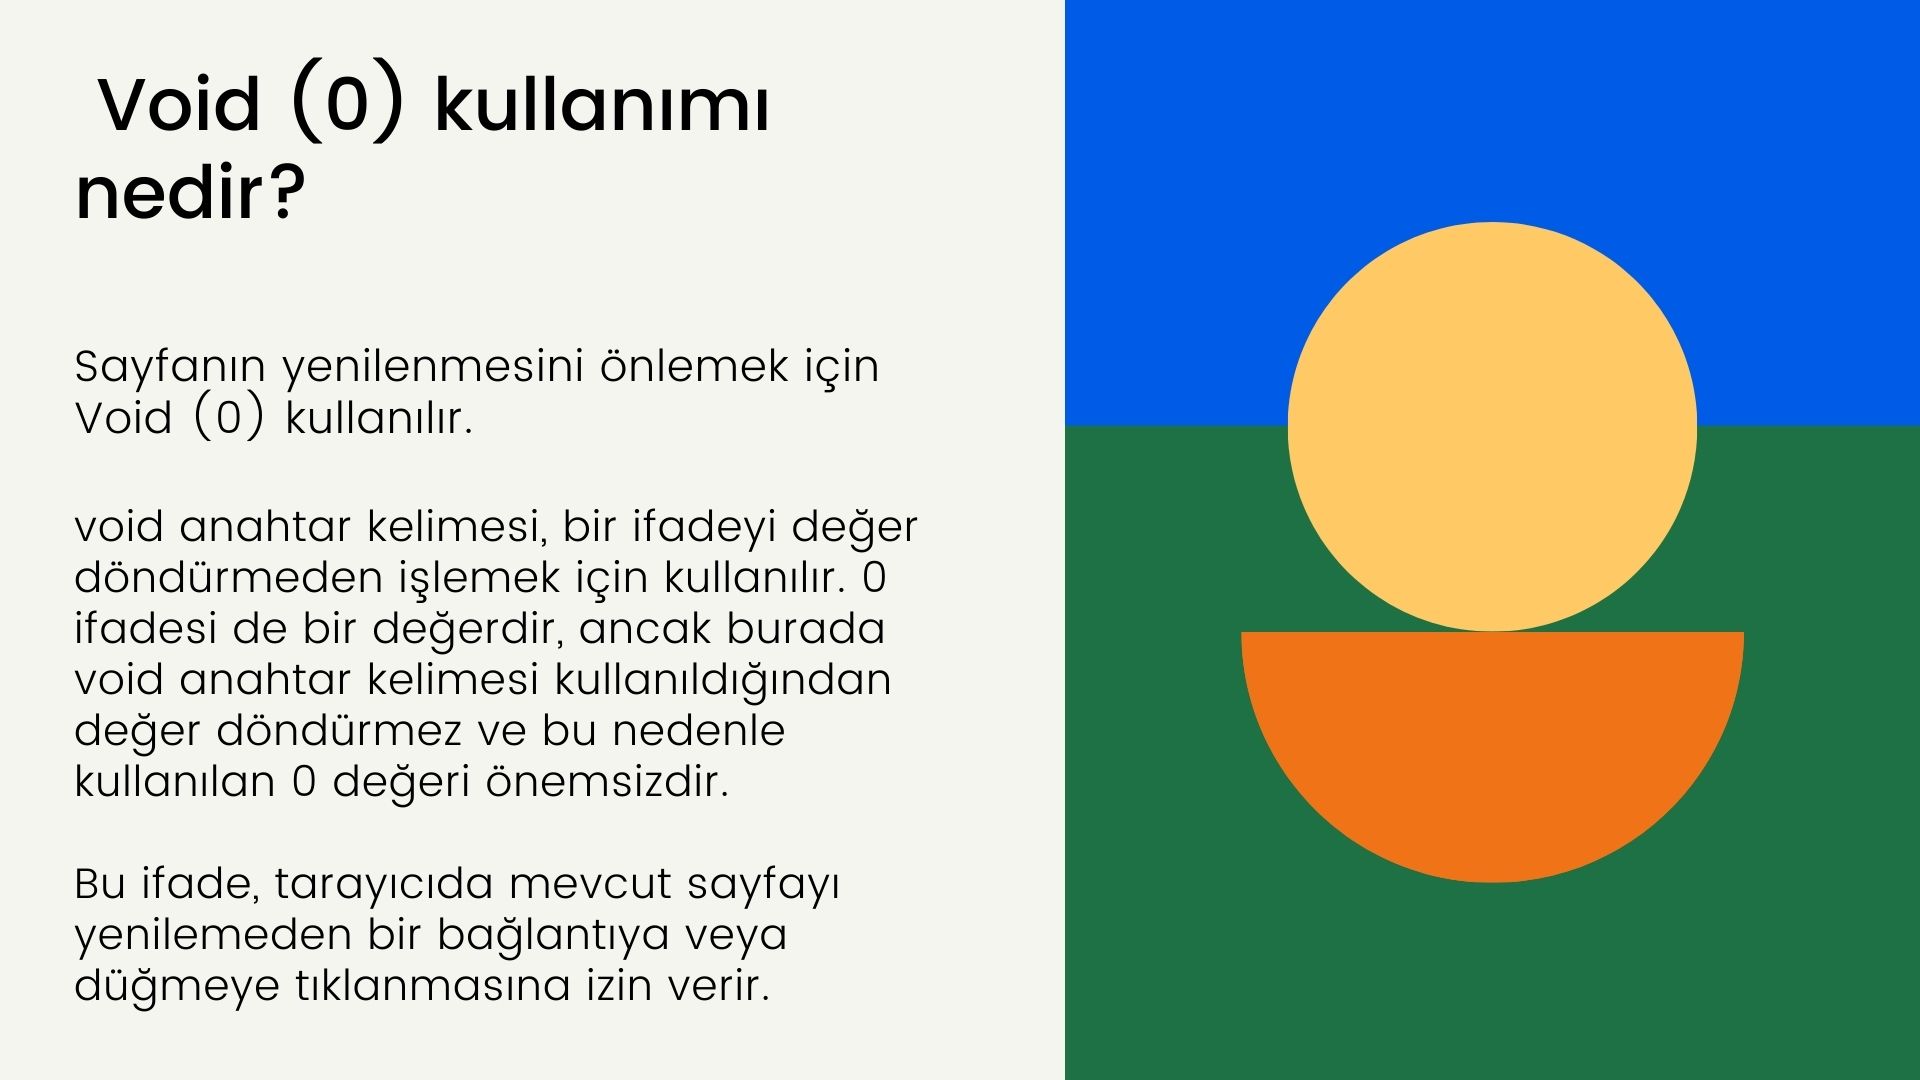 Void (0) kullanımı
nedir?
Sayfanın yenilenmesini önlemek için
Void (0) kullanılır.
void anahtar kelimesi, bir ifadeyi değer
döndürmeden işlemek için kullanılır. 0
ifadesi de bir değerdir, ancak burada
void anahtar kelimesi kullanıldığından
değer döndürmez ve bu nedenle
kullanılan 0 değeri önemsizdir.
Bu ifade, tarayıcıda mevcut sayfayı
yenilemeden bir bağlantıya veya
düğmeye tıklanmasına izin verir.